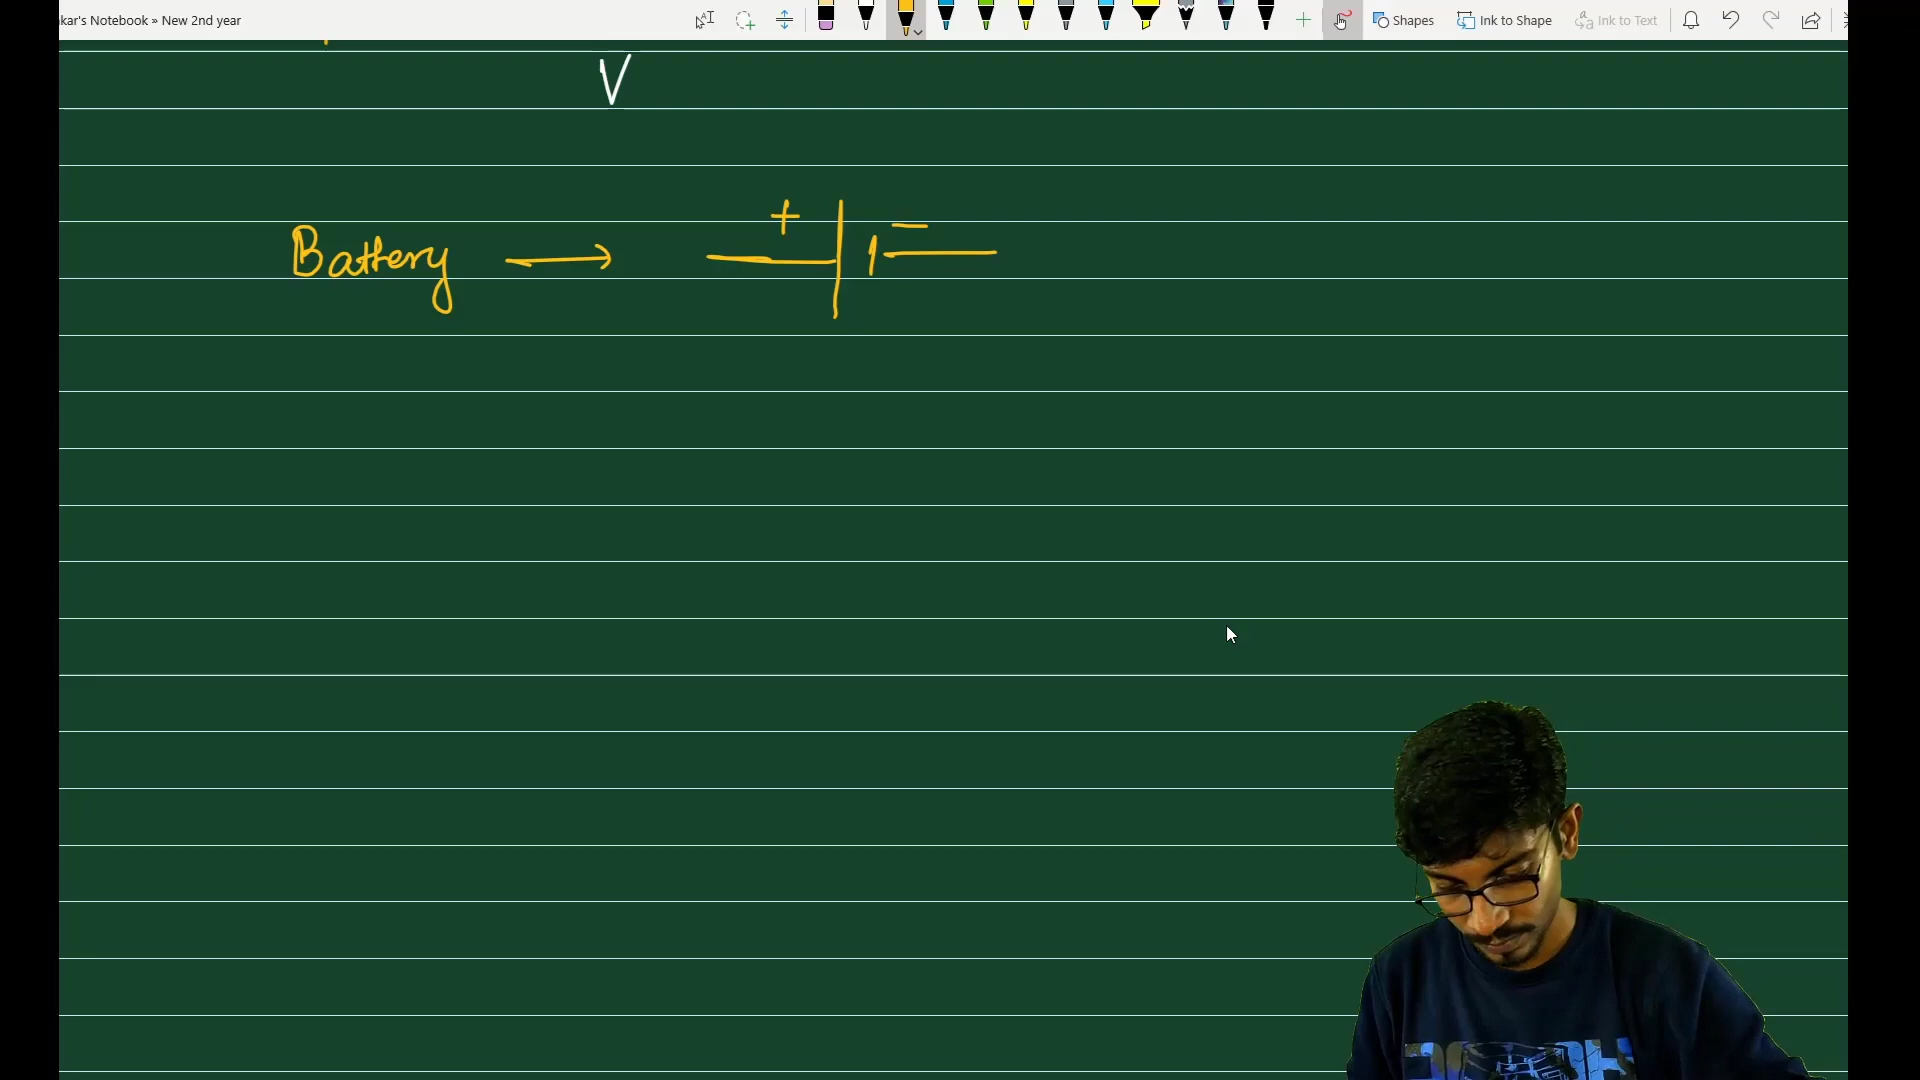 kar's Notebook » New 2nd year
Shapes
Ink to Shape
Ink to Text
V
Battery → + −